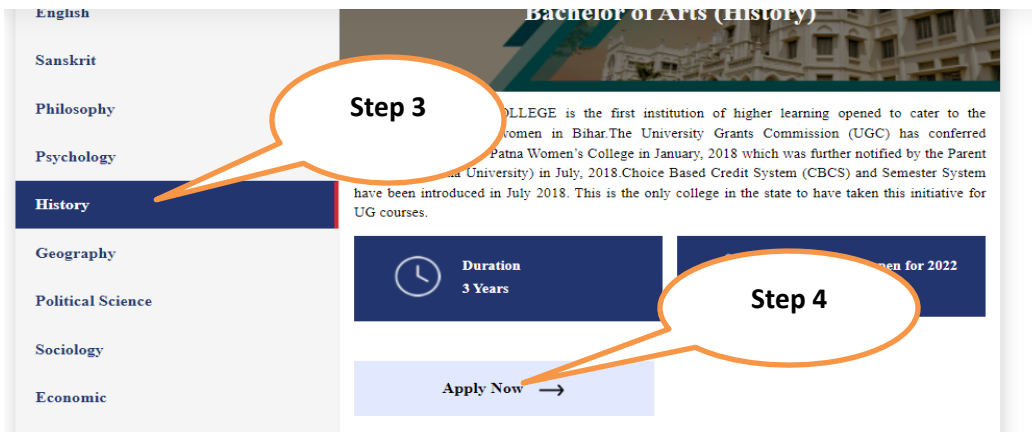 English
Sanskrit
Philosophy
Psychology
History
Geography
Political Science
Sociology
Economic
Bachelor of Arts (History)
Step 3
OLLEGE is the first institution of higher learning opened to cater to the
women in Bihar.The University Grants Commission (UGC) has conferred
Patna Women's College in January, 2018 which was further notified by the Parent
University) in July, 2018.Choice Based Credit System (CBCS) and Semester System
have been introduced in July 2018. This is the only college in the state to have taken this initiative for
UG courses.
Duration
3 Years
for 2022
Step 4
Apply Now →